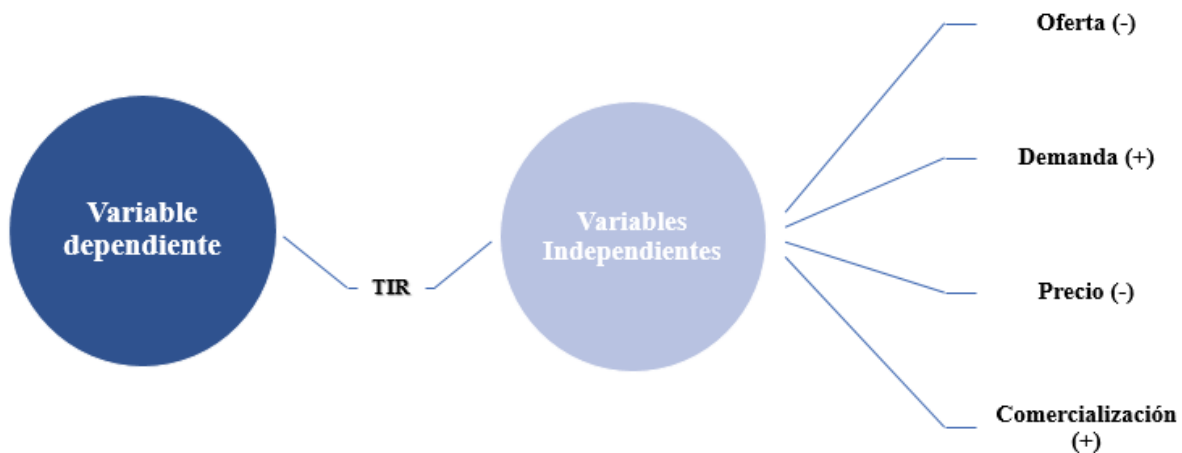 Variable
dependiente
TIR
Variables
Independientes
Oferta (-)
Demanda (+)
Precio (-)
Comercialización
(+)